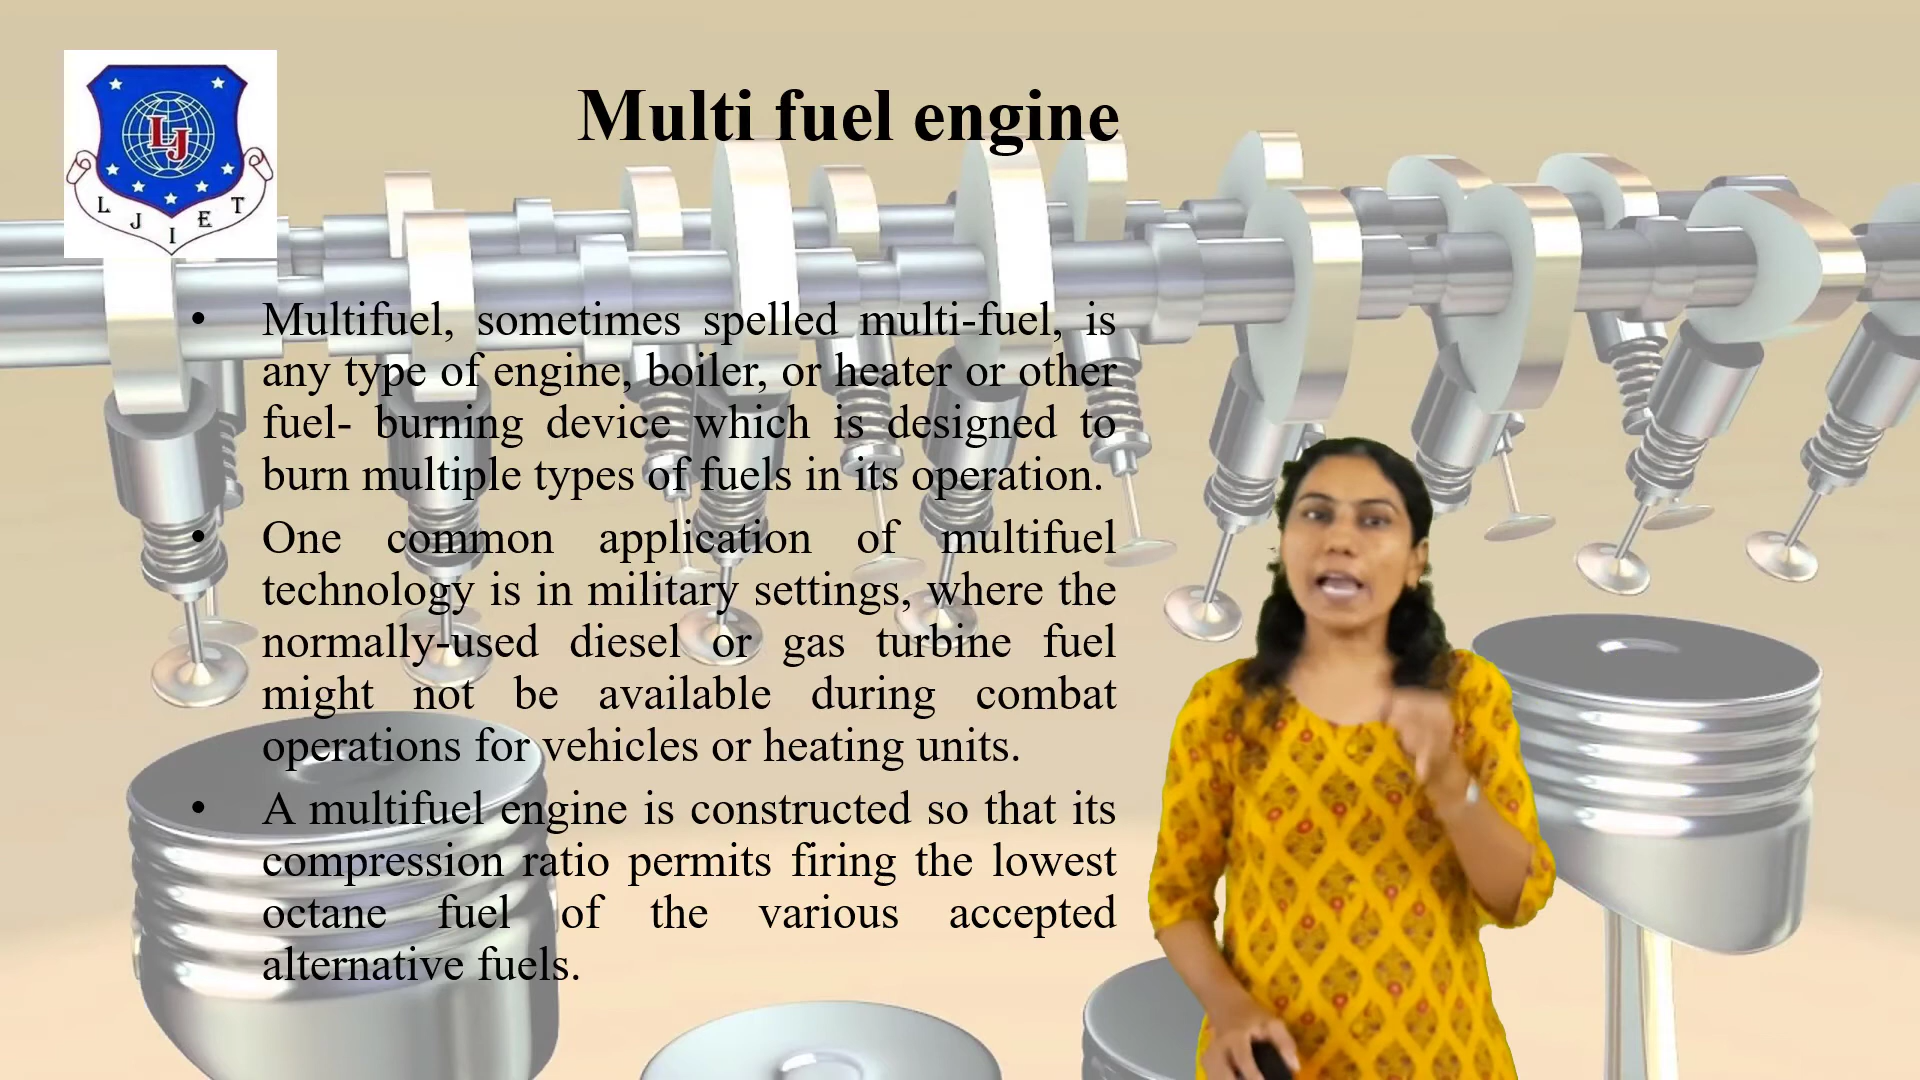 LJ
L J I E T
Multi fuel engine
• Multifuel, sometimes spelled multi-fuel, is
any type of engine, boiler, or heater or other
fuel- burning device which is designed to
burn multiple types of fuels in its operation.
• One common application of multifuel
technology is in military settings, where the
normally-used diesel or gas turbine fuel
might not be available during combat
operations for vehicles or heating units.
• A multifuel engine is constructed so that its
compression ratio permits firing the lowest
octane fuel of the various accepted
alternative fuels.